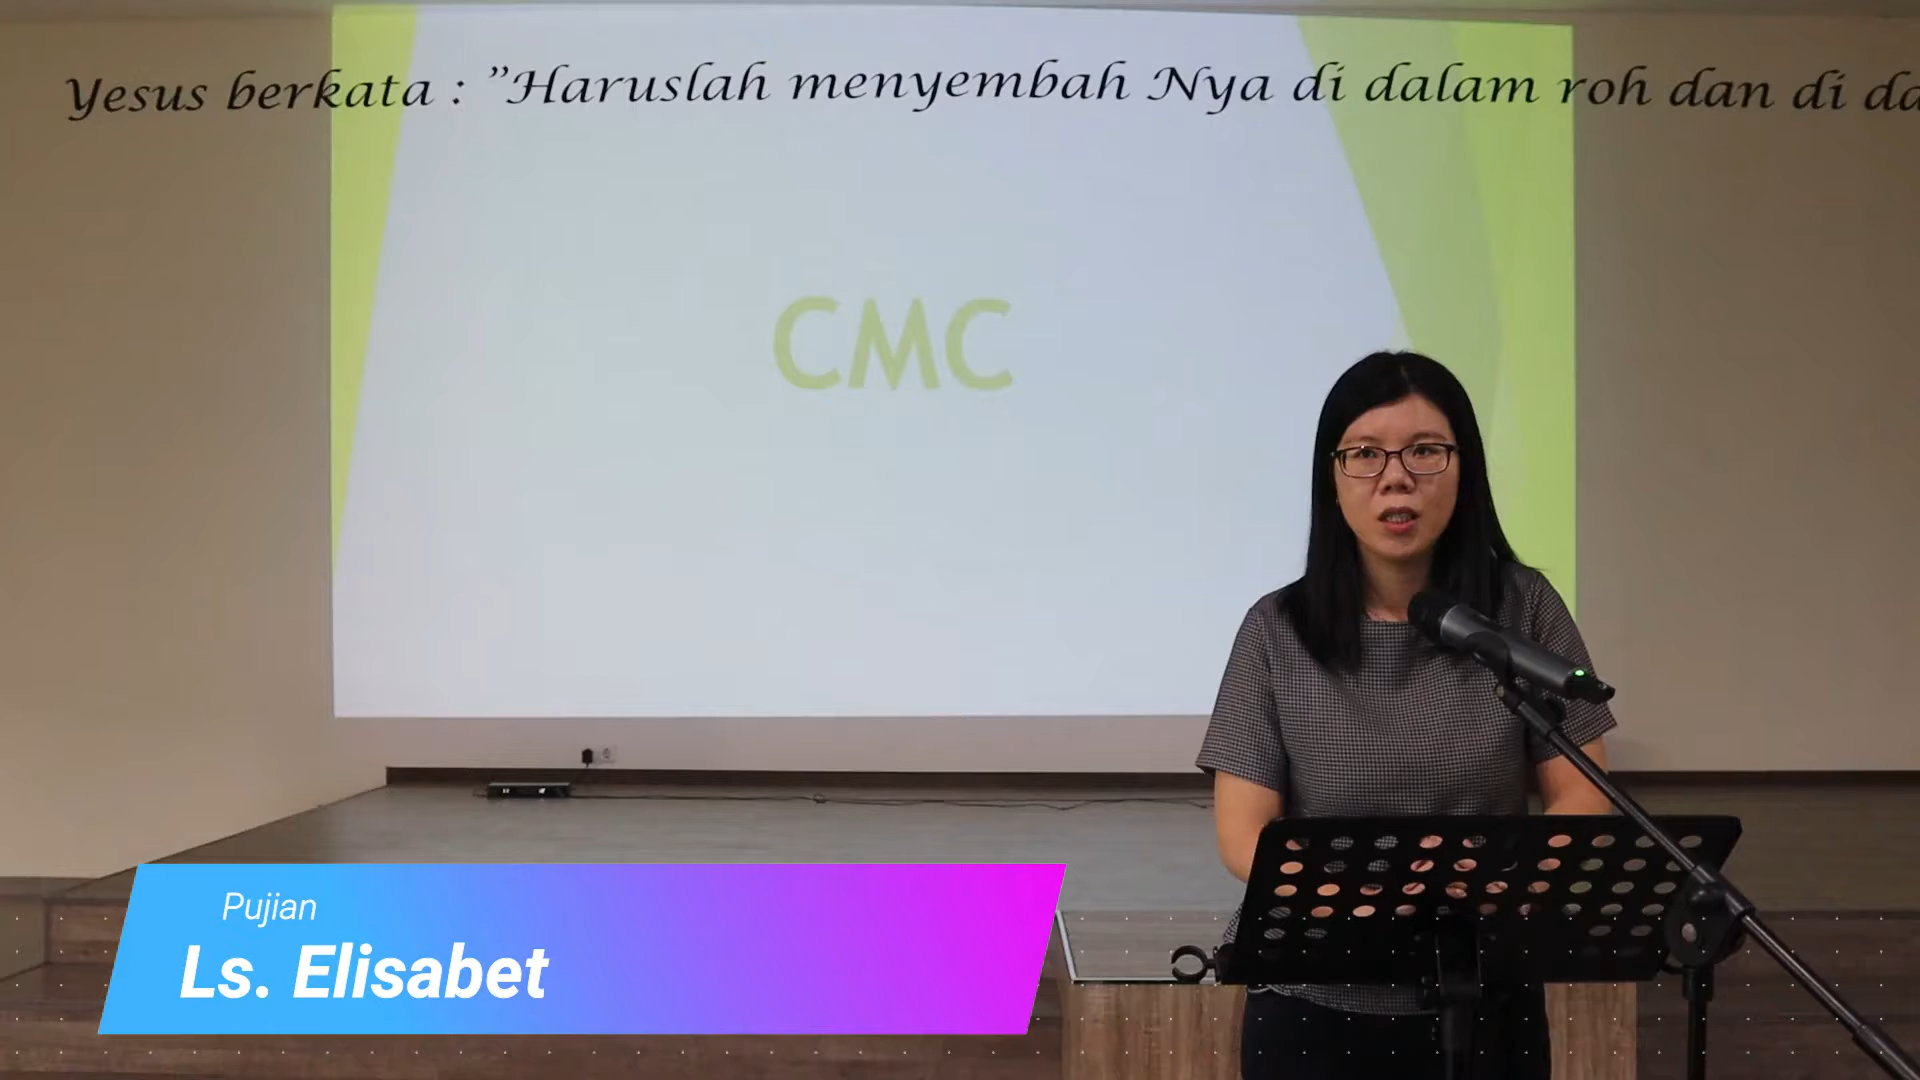 Yesus berkata : "Haruslah menyembah Nya di dalam roh dan di da
CMC
Pujian
Ls. Elisabet